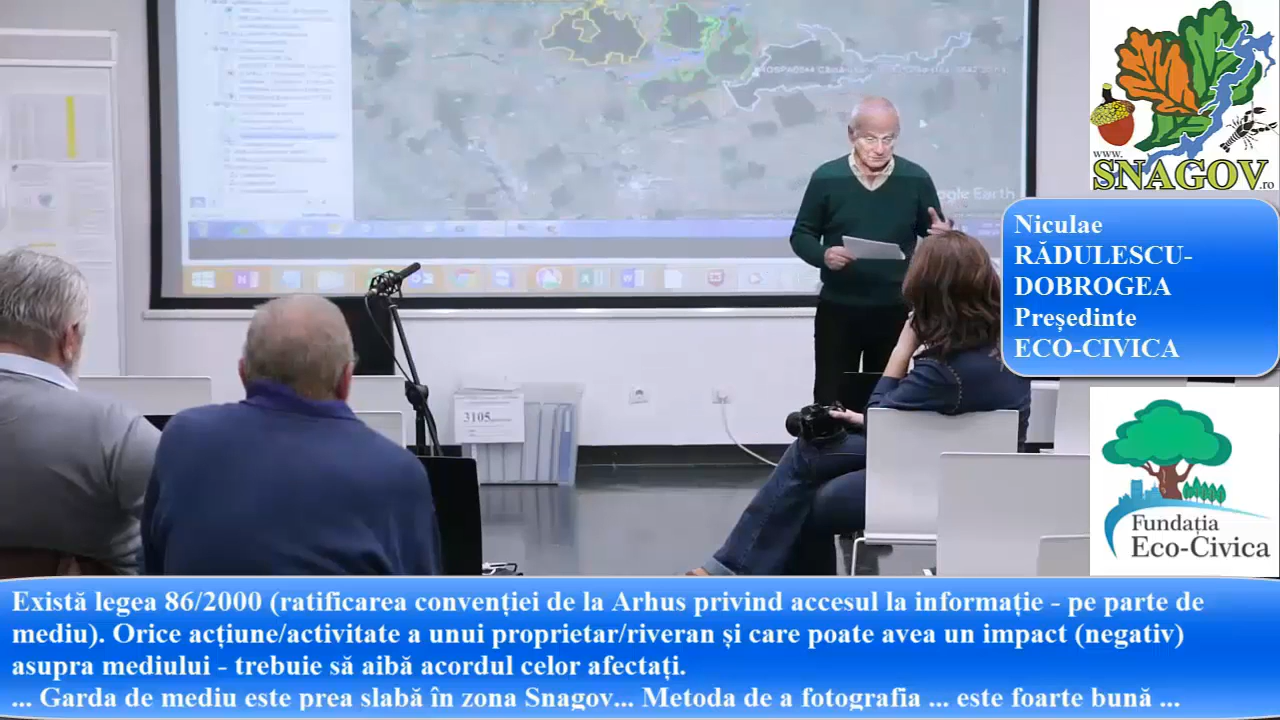 www.
SNAGOV.ro
Google Earth
Niculae
RĂDULESCU-
DOBROGEA
Președinte
ECO-CIVICA
3105
Fundația
Eco-Civica
Există legea 86/2000 (ratificarea convenției de la Arhus privind accesul la informație - pe parte de
mediu). Orice acțiune/activitate a unui proprietar/riveran și care poate avea un impact (negativ)
asupra mediului - trebuie să aibă acordul celor afectați.
... Garda de mediu este prea slabă în zona Snagov... Metoda de a fotografia ... este foarte bună ...